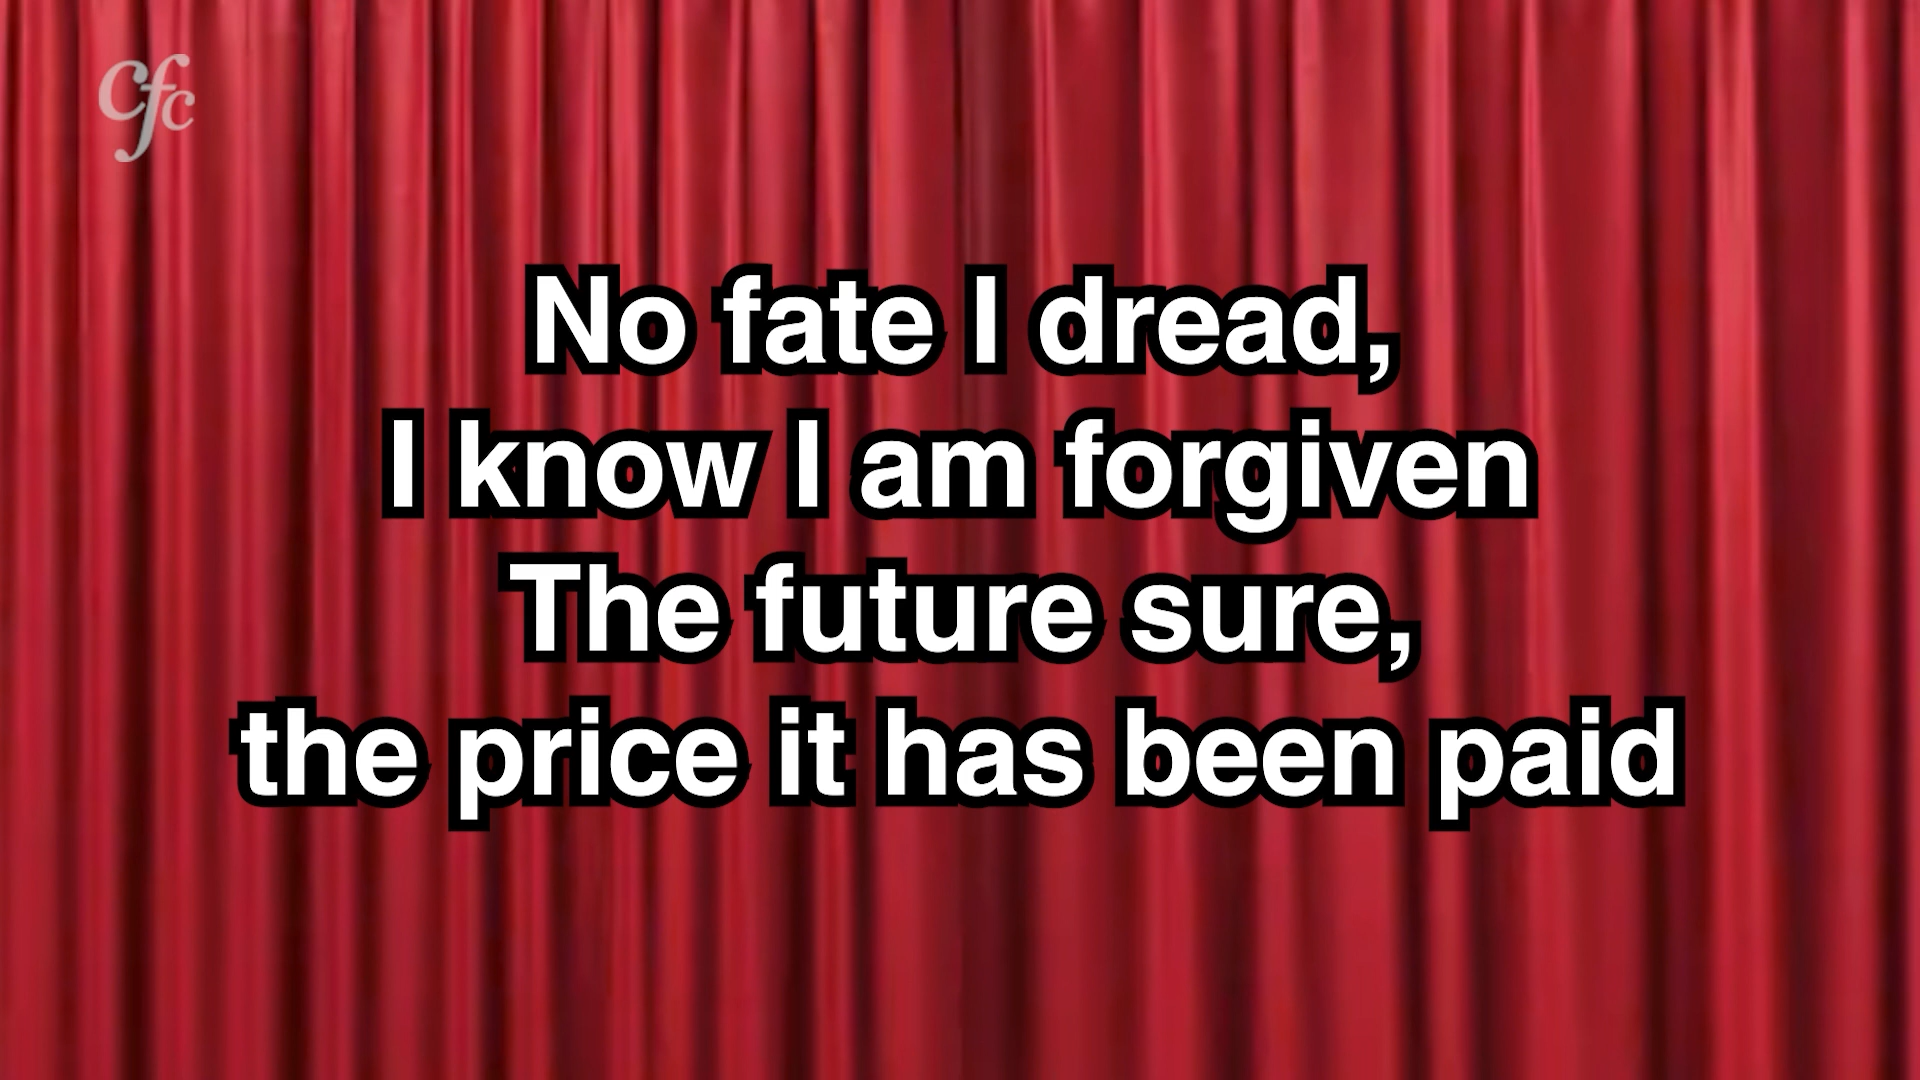 cfc
No fate I dread,
I know I am forgiven
The future sure,
the price it has been paid